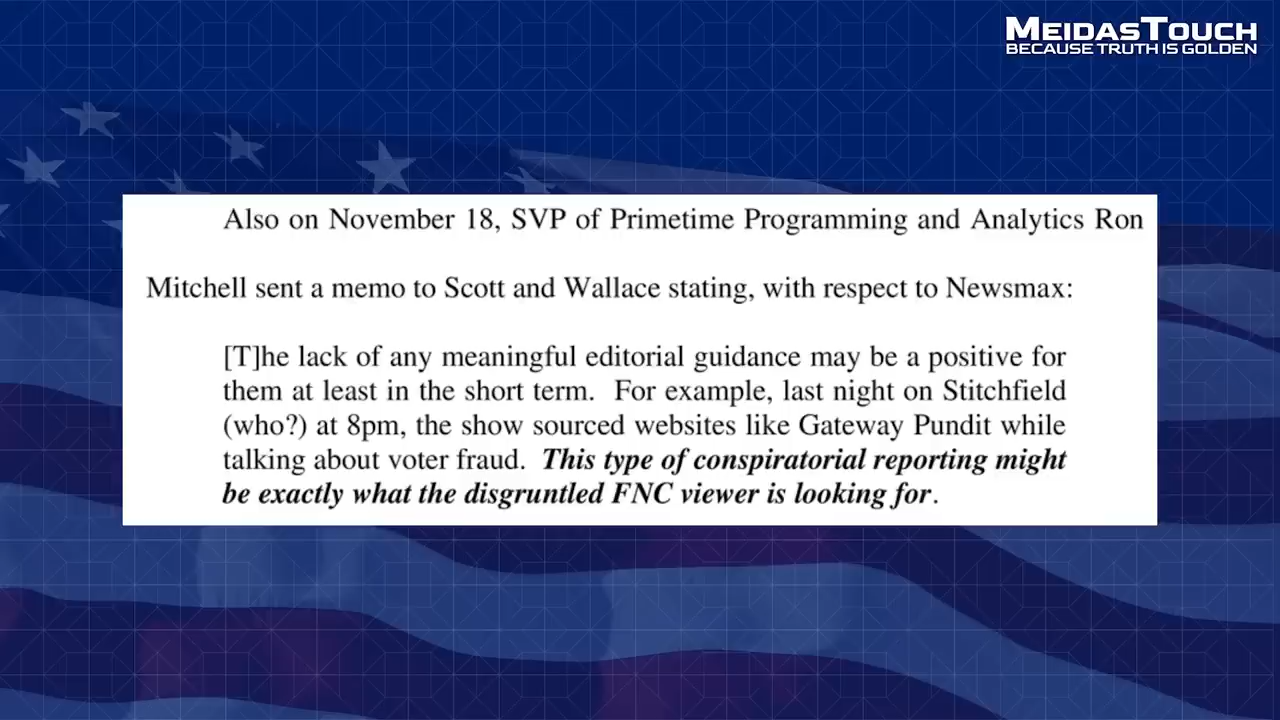 MEIDASTOUCH
BECAUSE TRUTH IS GOLDEN
Also on November 18, SVP of Primetime Programming and Analytics Ron
Mitchell sent a memo to Scott and Wallace stating, with respect to Newsmax:
[T]he lack of any meaningful editorial guidance may be a positive for
them at least in the short term.  For example, last night on Stitchfield
(who?) at 8pm, the show sourced websites like Gateway Pundit while
talking about voter fraud.  This type of conspiratorial reporting might
be exactly what the disgruntled FNC viewer is looking for.